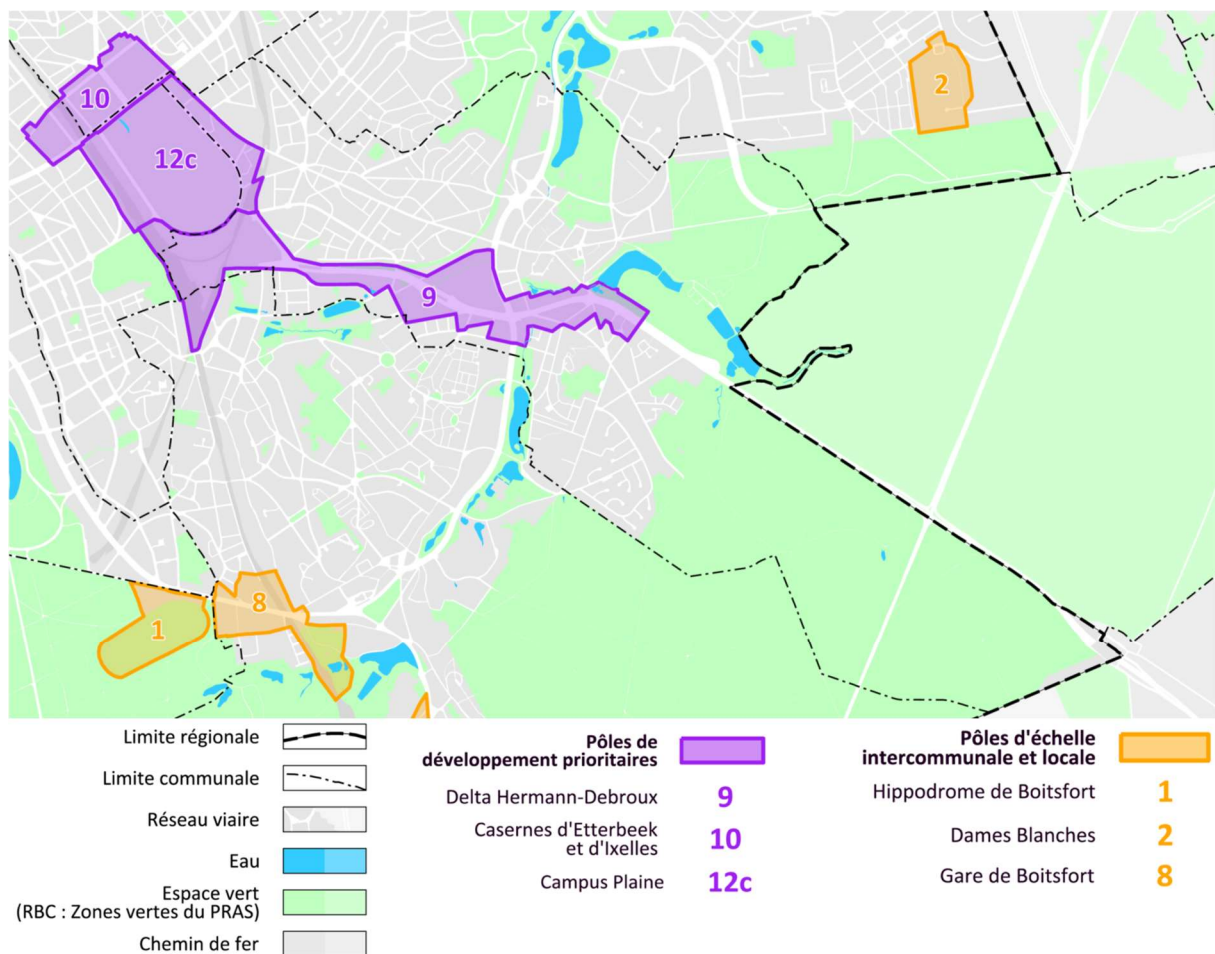 10
12c
2
9
8
1
Limite régionale
Limite communale
Réseau viaire
Eau
Espace vert
(RBC : Zones vertes du PRAS)
Chemin de fer
Pôles de
développement prioritaires
Delta Hermann-Debroux 9
Casernes d'Etterbeek
et d'Ixelles 10
Campus Plaine 12c
Pôles d'échelle
intercommunale et locale
Hippodrome de Boitsfort 1
Dames Blanches 2
Gare de Boitsfort 8